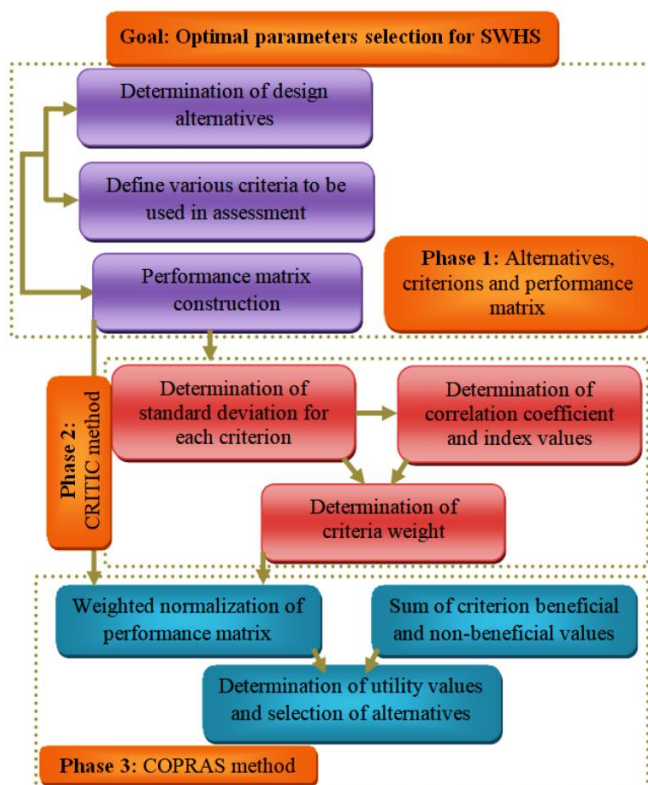 Goal: Optimal parameters selection for SWHS
Determination of design
alternatives
Define various criteria to be
used in assessment
Performance matrix
construction
Phase 1: Alternatives,
criterions and performance
matrix
Phase 2:
CRITIC method
Determination of
standard deviation for
each criterion
Determination of
correlation coefficient
and index values
Determination of
criteria weight
Weighted normalization of
performance matrix
Sum of criterion beneficial
and non-beneficial values
Determination of utility values
and selection of alternatives
Phase 3: COPRAS method